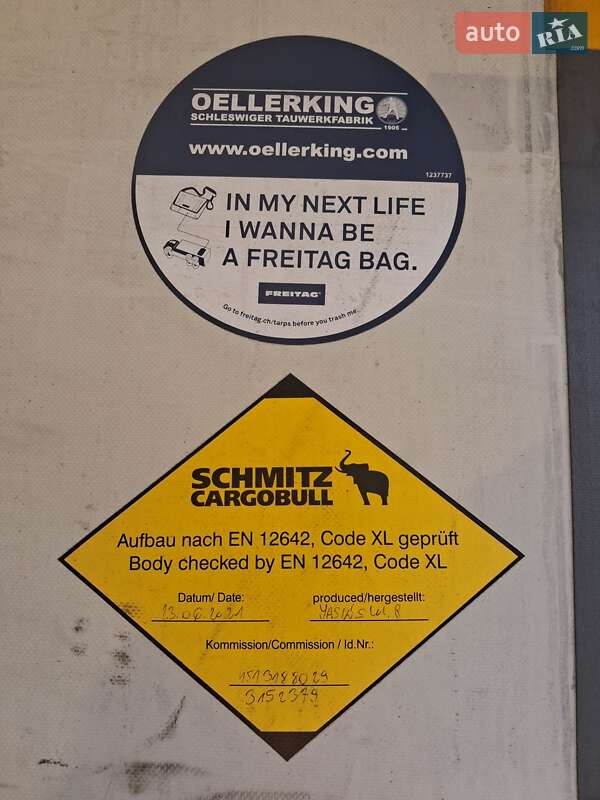 auto RIA .com
OELLERKING
SCHLESWIGER TAUWERKFABRIK
1905
www.oellerking.com
1237737
IN MY NEXT LIFE
I WANNA BE
A FREITAG BAG.
FREITAG®
Go to freitag.ch/tarps before you trash me...
SCHMITZ
CARGOBULL
Aufbau nach EN 12642, Code XL geprüft
Body checked by EN 12642, Code XL
Datum/ Date: produced/hergestellt:
Kommission/Commission / Id.Nr.:
3152379